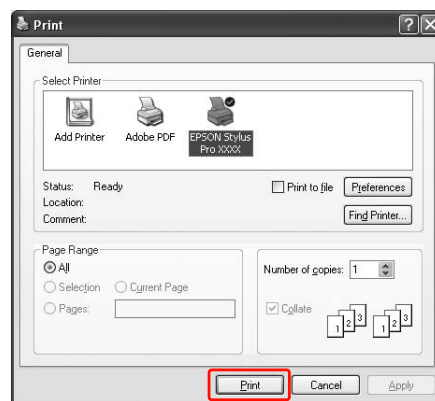 Print
General
Select Printer
Add Printer
Adobe PDF
EPSON Stylus
Pro XXXX
Status: Ready
Print to file
Preferences
Location:
Comment:
Find Printer...
Page Range
All
Selection
Current Page
Pages:
Number of copies: 1
Collate
1 2 3
1 2 3
Print
Cancel
Apply